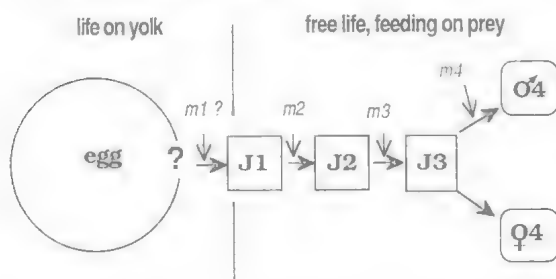 life on yolk
free life, feeding on prey
m4
♂4
m1 ?
m2
m3
egg
?
J1
J2
J3
♀4